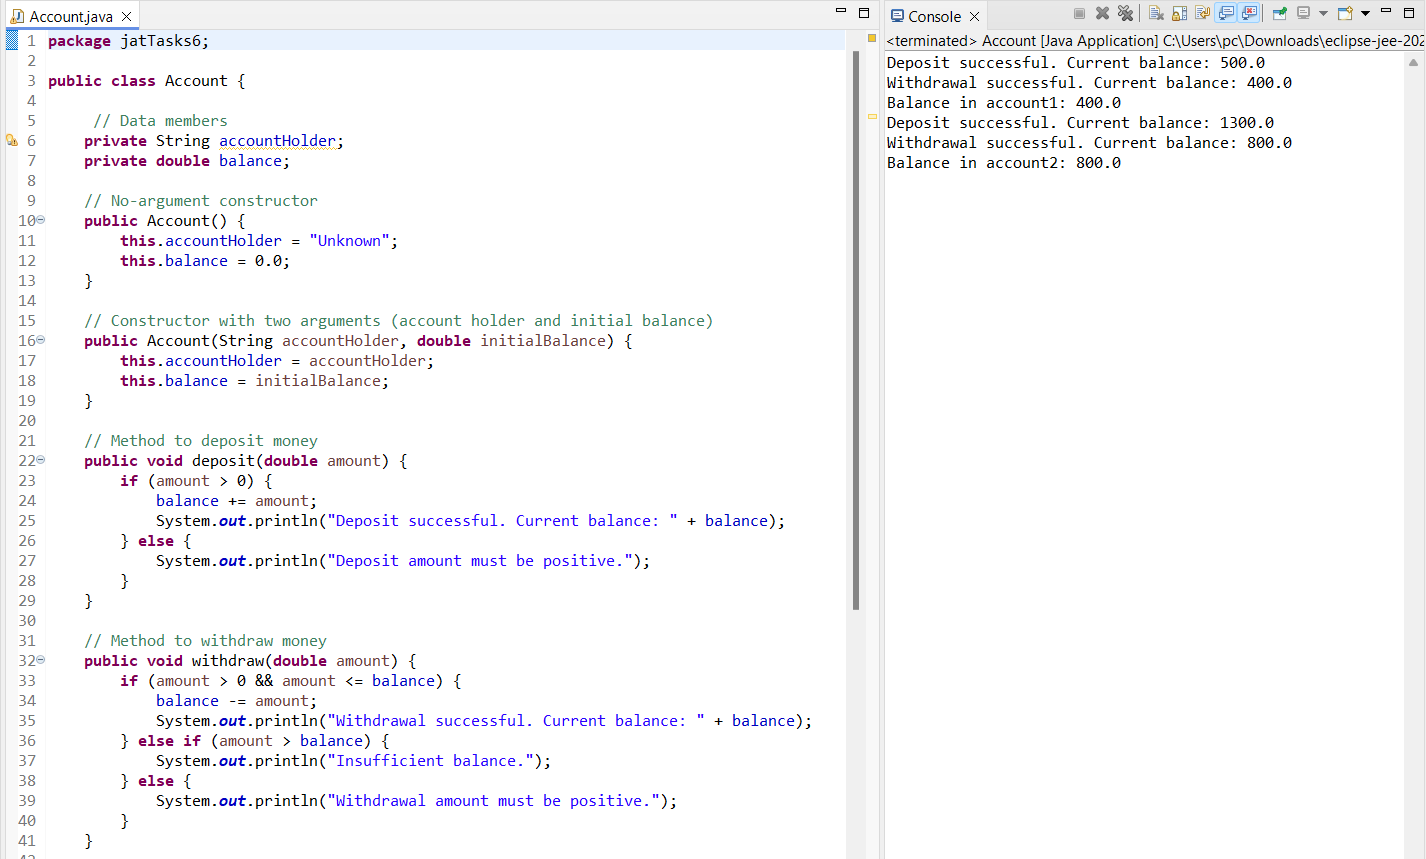 Account.java
1 package jatTasks6;
2
3 public class Account {
4
5 // Data members
6 private String accountHolder;
7 private double balance;
8
9 // No-argument constructor
10 public Account() {
11 this.accountHolder = "Unknown";
12 this.balance = 0.0;
13 }
14
15 // Constructor with two arguments (account holder and initial balance)
16 public Account(String accountHolder, double initialBalance) {
17 this.accountHolder = accountHolder;
18 this.balance = initialBalance;
19 }
20
21 // Method to deposit money
22 public void deposit(double amount) {
23 if (amount > 0) {
24 balance += amount;
25 System.out.println("Deposit successful. Current balance: " + balance);
26 } else {
27 System.out.println("Deposit amount must be positive.");
28 }
29 }
30
31 // Method to withdraw money
32 public void withdraw(double amount) {
33 if (amount > 0 && amount <= balance) {
34 balance -= amount;
35 System.out.println("Withdrawal successful. Current balance: " + balance);
36 } else if (amount > balance) {
37 System.out.println("Insufficient balance.");
38 } else {
39 System.out.println("Withdrawal amount must be positive.");
40 }
41 }
Console
<terminated> Account [Java Application] C:\Users\pc\Downloads\eclipse-jee-202
Deposit successful. Current balance: 500.0
Withdrawal successful. Current balance: 400.0
Balance in account1: 400.0
Deposit successful. Current balance: 1300.0
Withdrawal successful. Current balance: 800.0
Balance in account2: 800.0